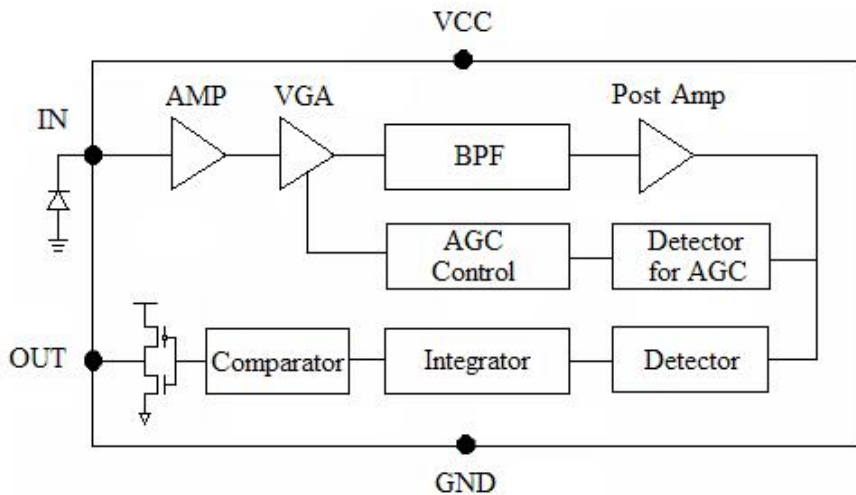 VCC
AMP
VGA
Post Amp
IN
BPF
AGC
Control
Detector
for AGC
OUT
Comparator
Integrator
Detector
GND